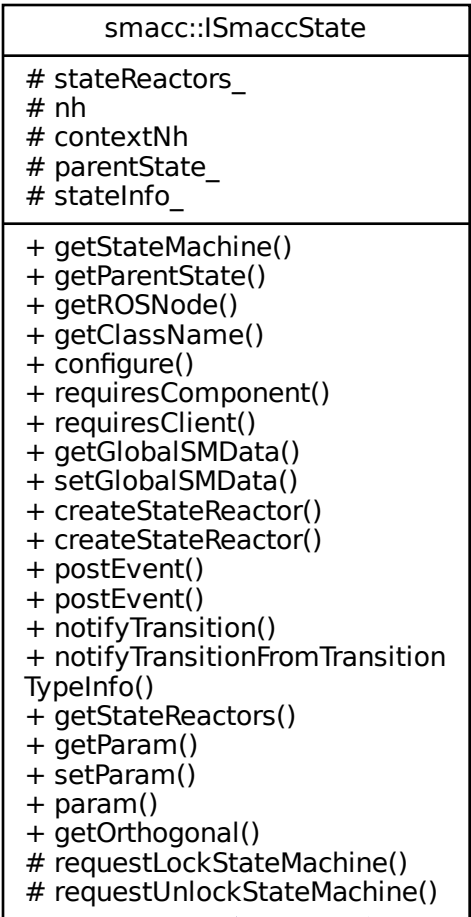 smacc::ISmaccState
# stateReactors_
# nh
# contextNh
# parentState_
# stateInfo_
+ getStateMachine()
+ getParentState()
+ getROSNode()
+ getClassName()
+ configure()
+ requiresComponent()
+ requiresClient()
+ getGlobalSMData()
+ setGlobalSMData()
+ createStateReactor()
+ createStateReactor()
+ postEvent()
+ postEvent()
+ notifyTransition()
+ notifyTransitionFromTransition
TypeInfo()
+ getStateReactors()
+ getParam()
+ setParam()
+ param()
+ getOrthogonal()
# requestLockStateMachine()
# requestUnlockStateMachine()